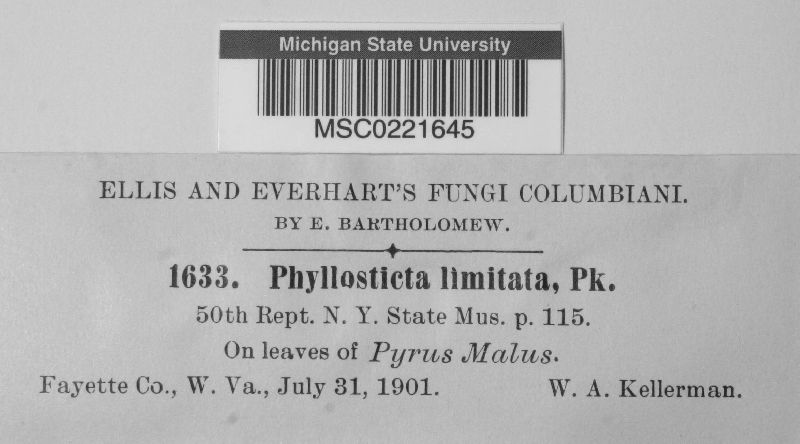 Michigan State University
MSC0221645
ELLIS AND EVERHART'S FUNGI COLUMBIANI.
BY E. BARTHOLOMEW.
1633. Phyllosticta limitata, Pk.
50th Rept. N. Y. State Mus. p. 115.
On leaves of Pyrus Malus.
Fayette Co., W. Va., July 31, 1901. W. A. Kellerman.